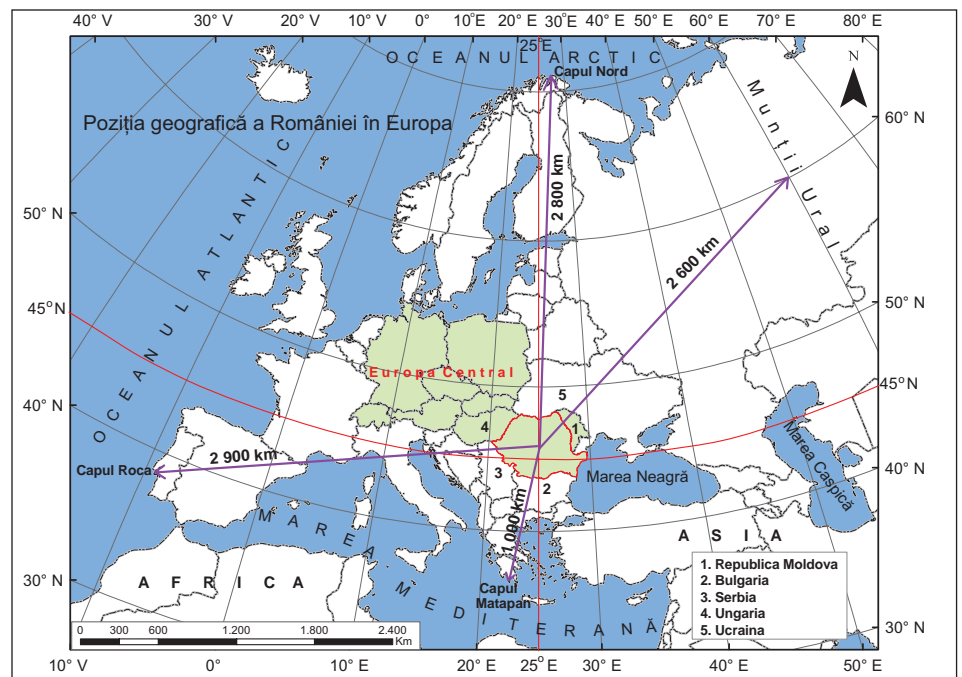 40° V 30° V 20° V 10° V 0° 10° E 20° E 30° E 40° E 50° E 60° E 70° E 80° E
25 E
OCEANUL ARCTIC
Capul Nord
N
Poziția geografică a României în Europa
Munții Ural
60° N
50° N
45° N
40° N
30° N
50° N
45° N
40° N
30° N
OCEANUL ATLANTIC
2 800 km
2 600 km
Europa Central
5
4
1
3
2
2 900 km
Capul Roca
1 000 km
Marea Neagră
Marea Caspică
MAREA MEDITERANĂ
ASIA
AFRICA
Capul
Matapan
1. Republica Moldova
2. Bulgaria
3. Serbia
4. Ungaria
5. Ucraina
0 300 600 1.200 1.800 2.400
Km
10° V 0° 10° E 20° E 25° E 30° E 40° E 50° E